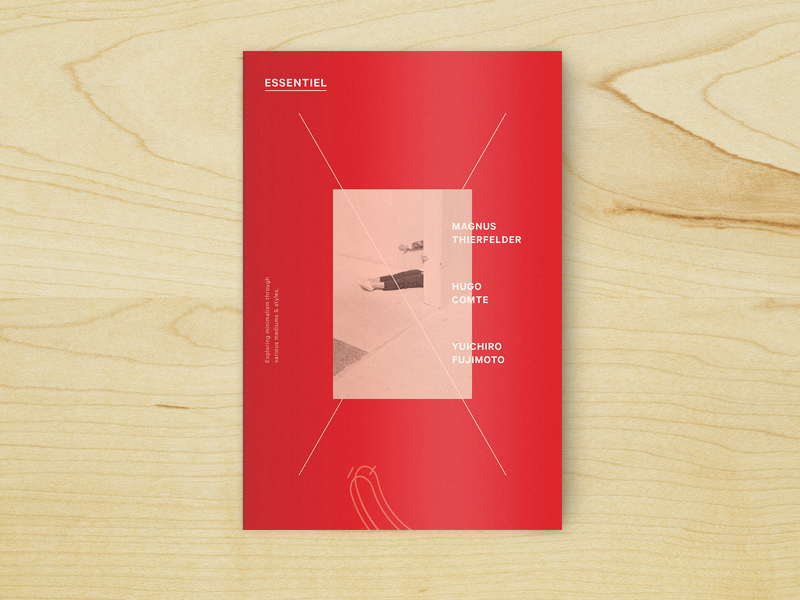 ESSENTIEL
MAGNUS
THIERFELDER
HUGO
COMTE
YUICHIRO
FUJIMOTO
Exploring minimalism through
various mediums & styles.